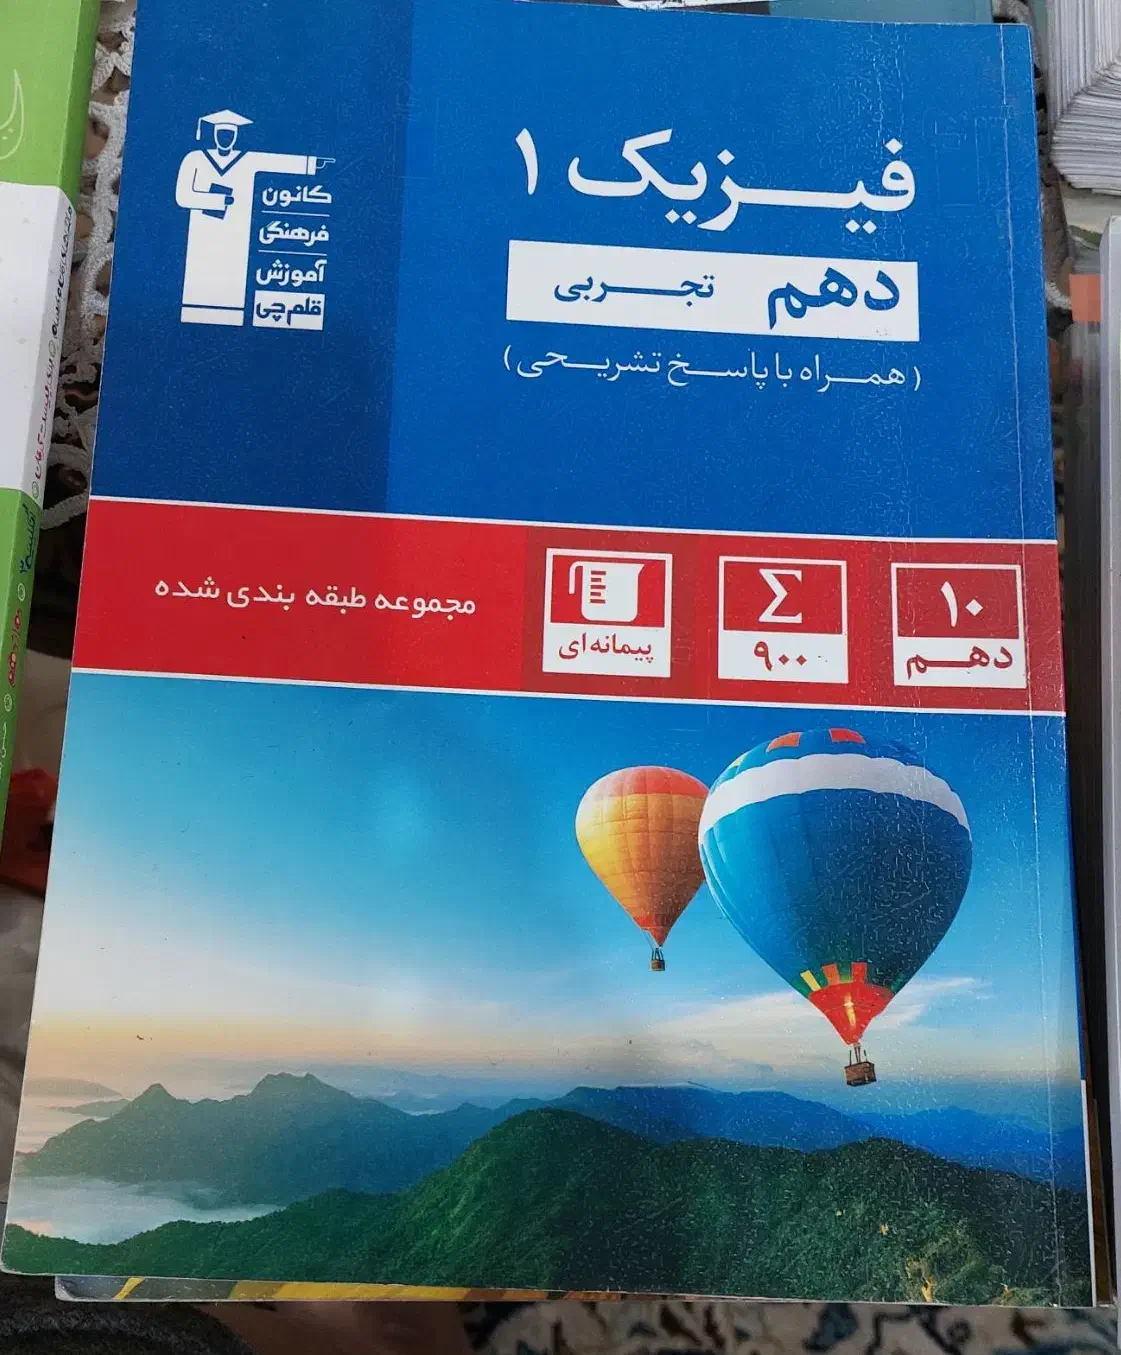 فیزیک ۱
دهم تجربی
(همراه با پاسخ تشریحی)
کانون
فرهنگی
آموزش
قلم‌چی
۱۰
دهم
Σ
۹۰۰
پیمانه‌ای
مجموعه طبقه بندی شده